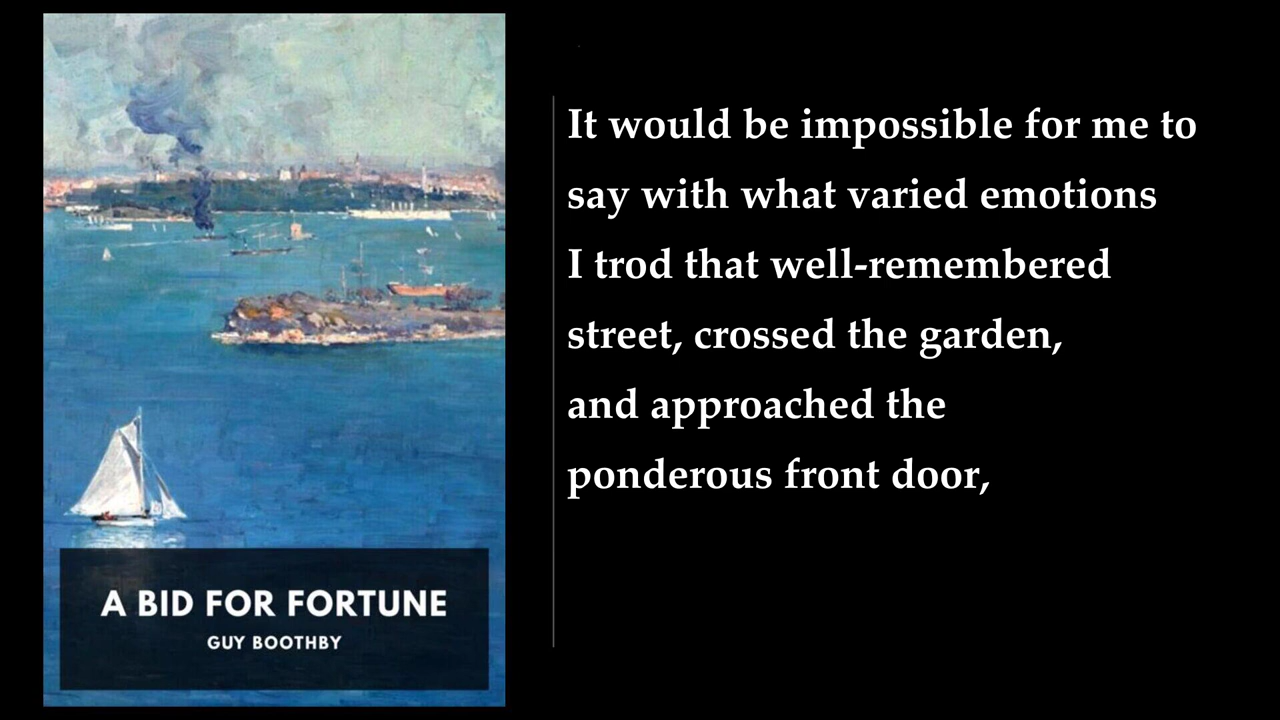 It would be impossible for me to
say with what varied emotions
I trod that well-remembered
street, crossed the garden,
and approached the
ponderous front door,
A BID FOR FORTUNE
GUY BOOTHBY